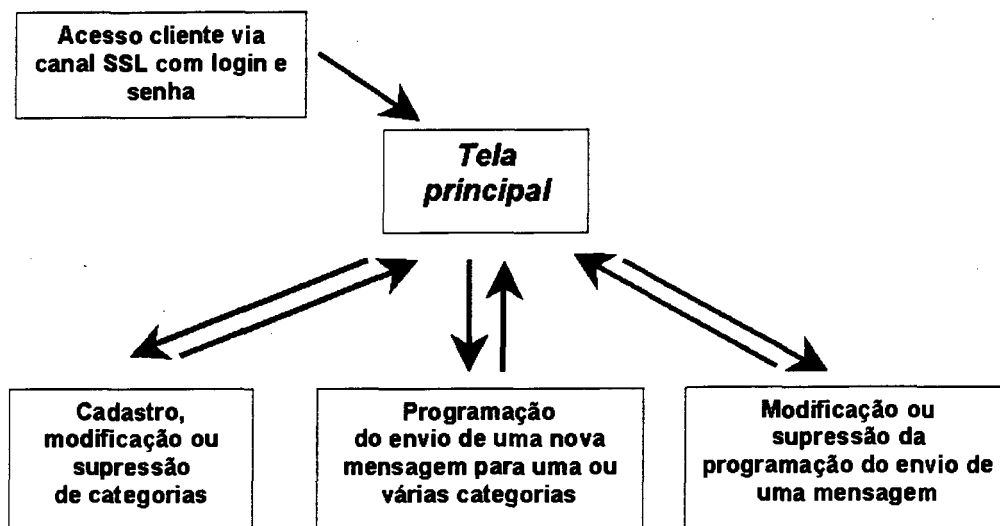 Acesso cliente via
canal SSL com login e
senha
Tela
principal
Cadastro,
modificação ou
supressão
de categorias
Programação
do envio de uma nova
mensagem para uma ou
várias categorias
Modificação ou
supressão da
programação do envio de
uma mensagem